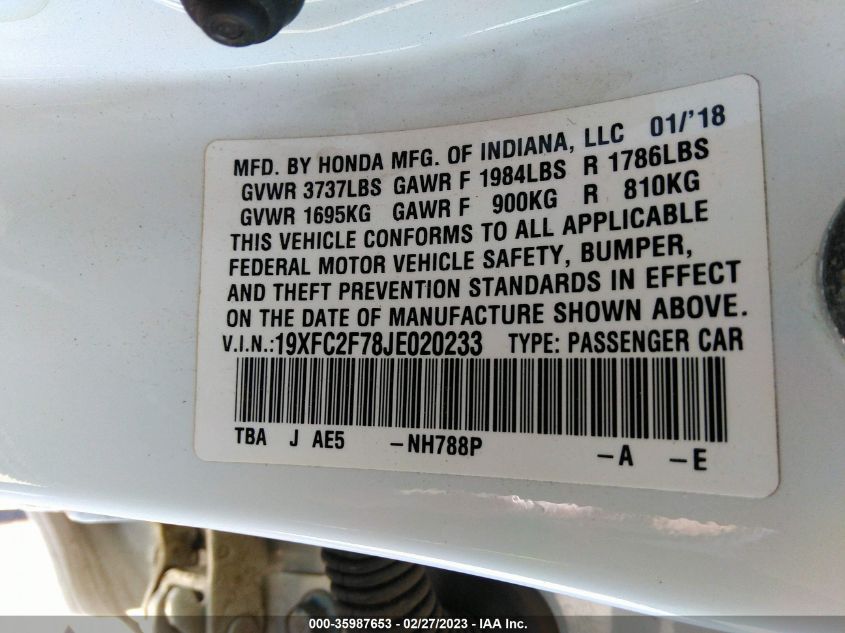 MFD. BY HONDA MFG. OF INDIANA, LLC 01/'18
GVWR 3737LBS GAWR F 1984LBS R 1786LBS
GVWR 1695KG GAWR F 900KG R 810KG
THIS VEHICLE CONFORMS TO ALL APPLICABLE
FEDERAL MOTOR VEHICLE SAFETY, BUMPER,
AND THEFT PREVENTION STANDARDS IN EFFECT
ON THE DATE OF MANUFACTURE SHOWN ABOVE.
V.I.N.:19XFC2F78JE020233 TYPE: PASSENGER CAR
TBA J AE5 –NH788P –A –E
000-35987653 - 02/27/2023 - IAA Inc.